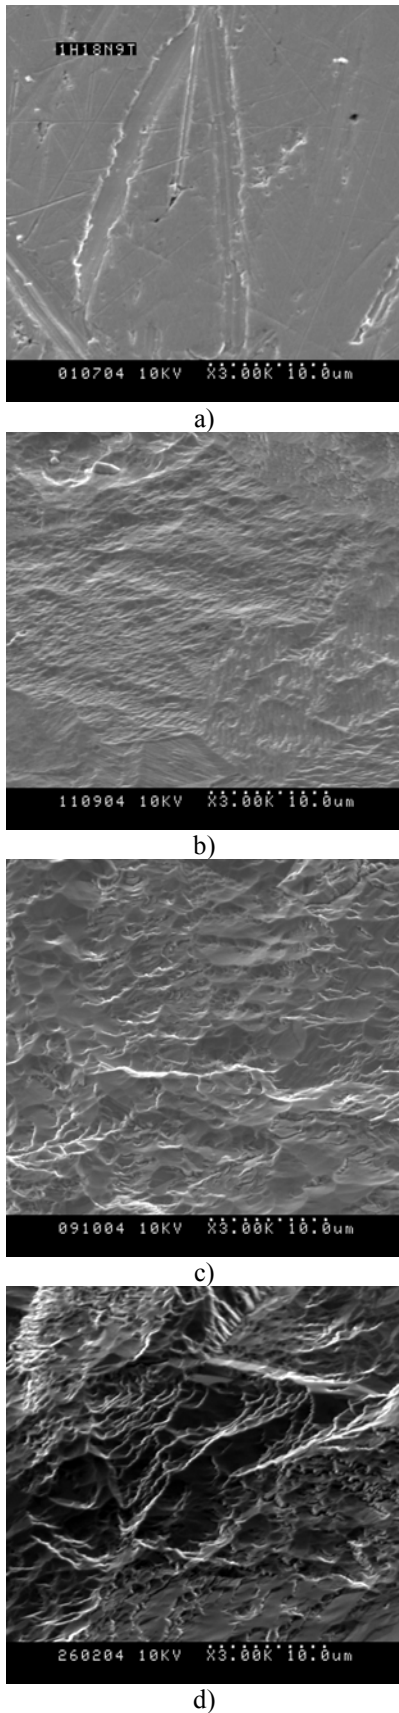 1H18N9T
010704 10KV X3.00K 10.0um
a)
110904 10KV X3.00K 10.0um
b)
091004 10KV X3.00K 10.0um
c)
260204 10KV X3.00K 10.0um
d)